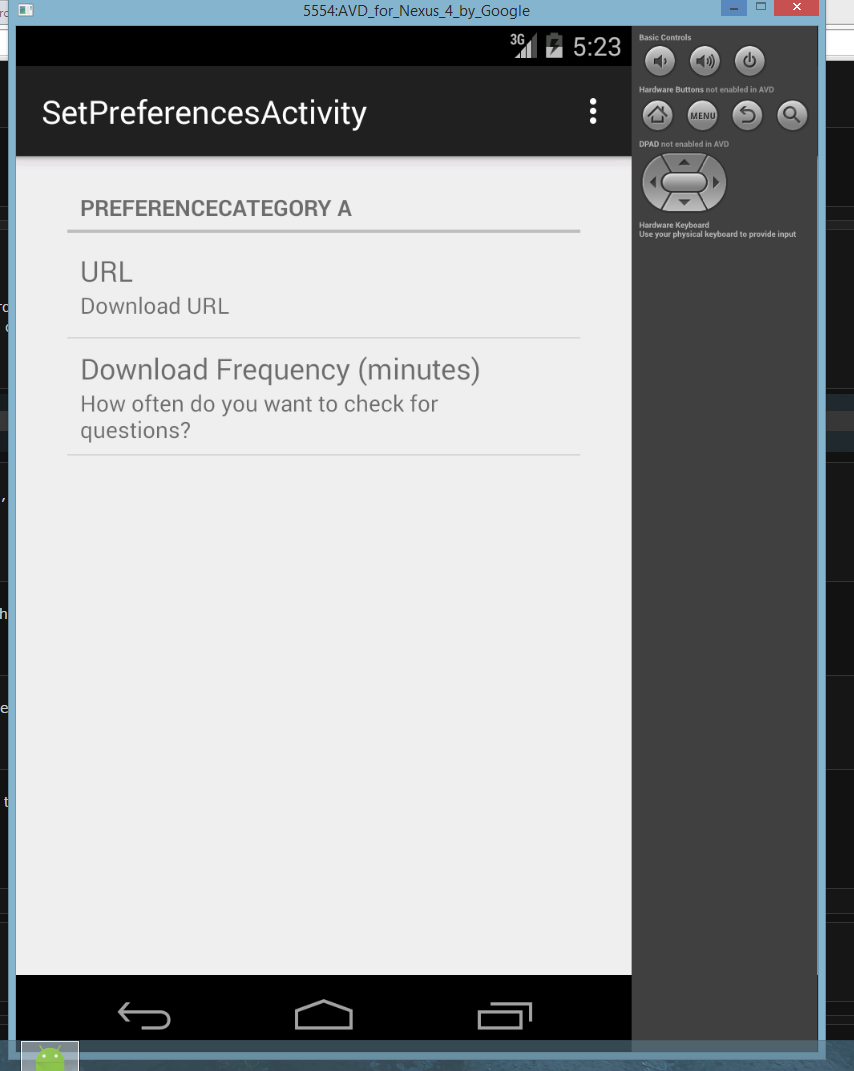 5554:AVD_for_Nexus_4_by_Google
3G 5:23
SetPreferencesActivity
PREFERENCECATEGORY A
URL
Download URL
Download Frequency (minutes)
How often do you want to check for
questions?
Basic Controls
Hardware Buttons not enabled in AVD
MENU
DPAD not enabled in AVD
Hardware Keyboard
Use your physical keyboard to provide input